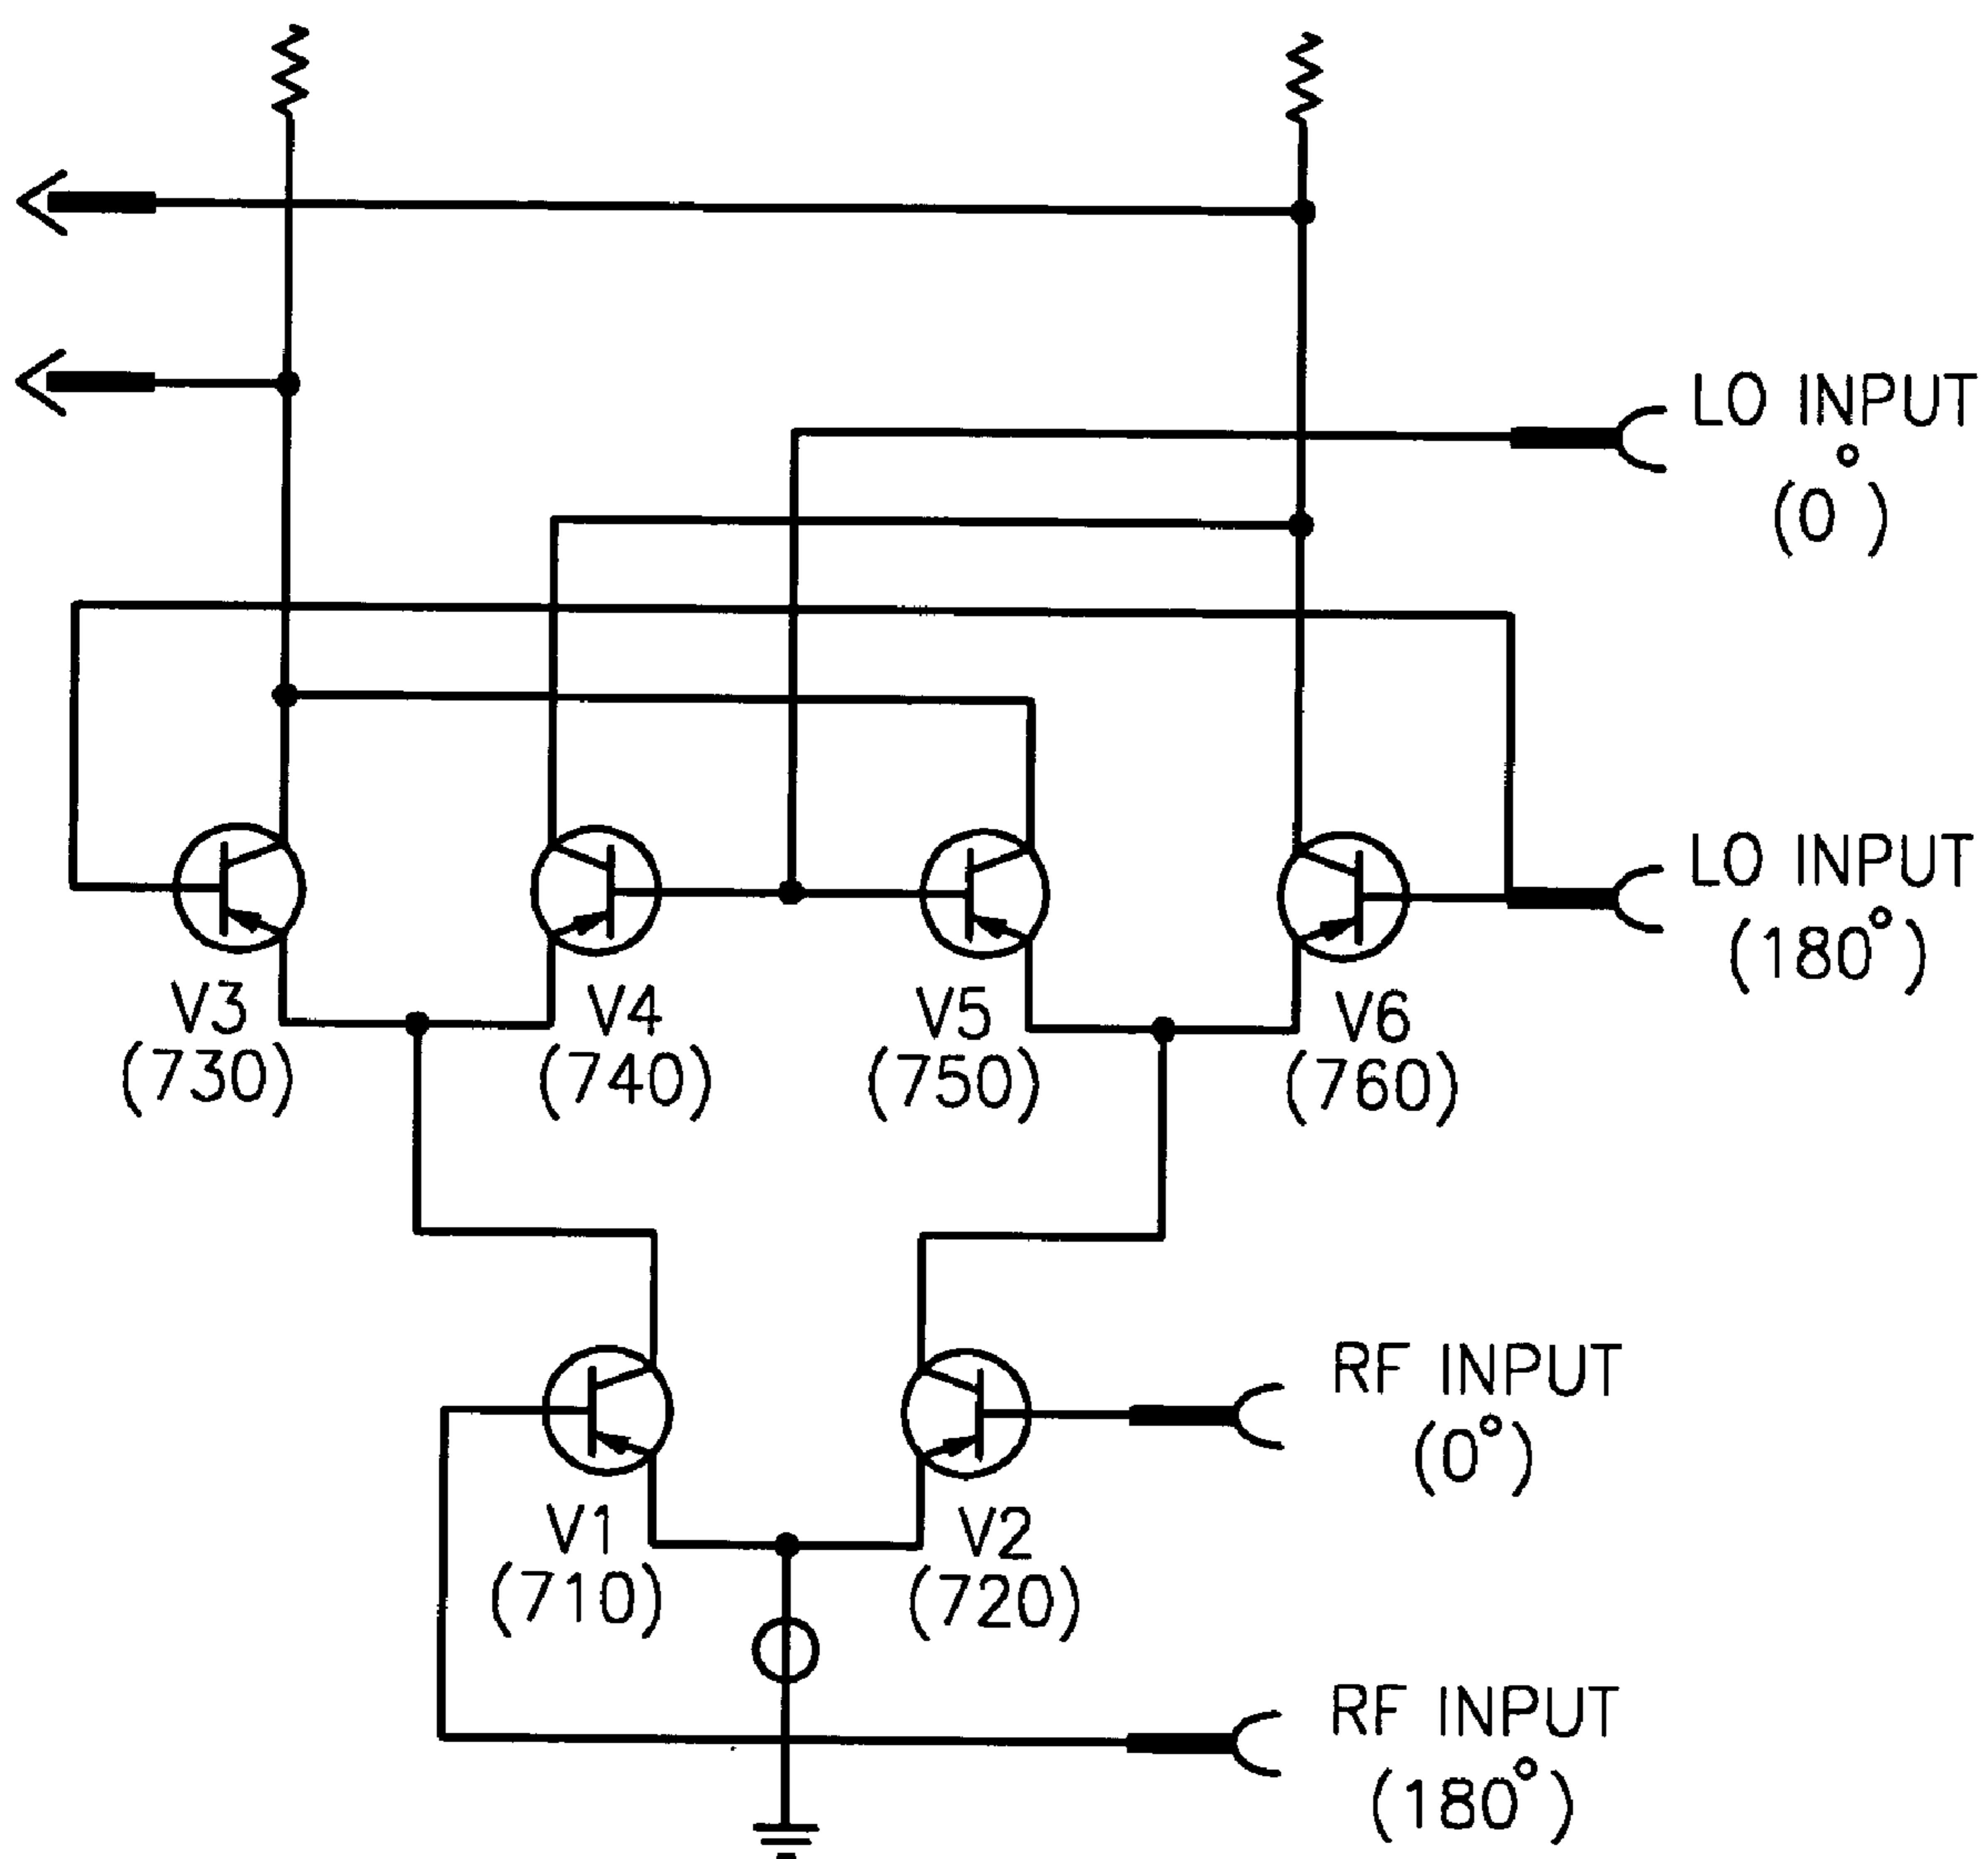 LO INPUT
(0°)
LO INPUT
(180°)
V3
(730)
V4
(740)
V5
(750)
V6
(760)
RF INPUT
(0°)
V1
(710)
V2
(720)
RF INPUT
(180°)